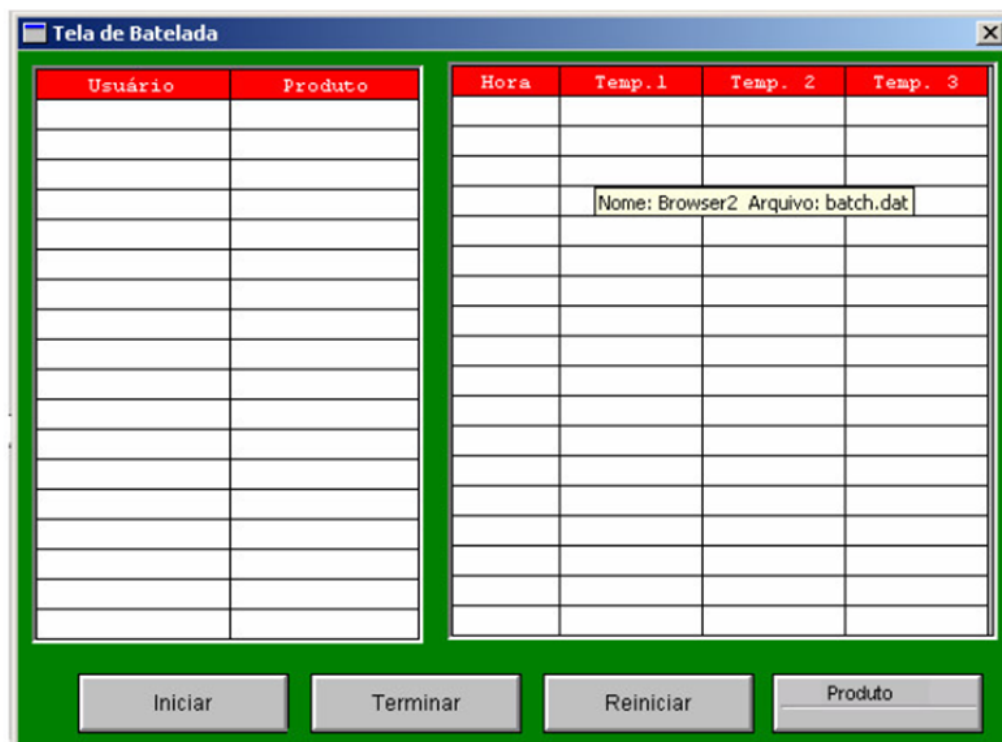 Tela de Batelada
Usuário Produto
Hora Temp.1 Temp. 2 Temp. 3
Nome: Browser2 Arquivo: batch.dat
Iniciar Terminar Reiniciar Produto